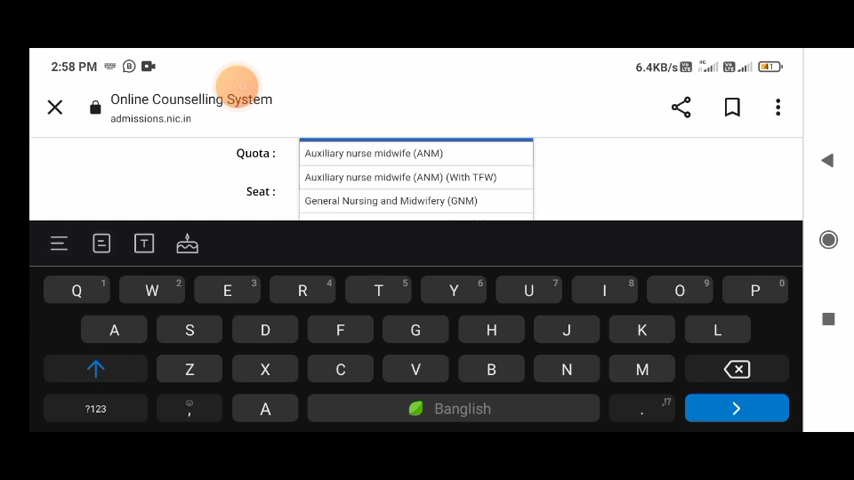 2:58 PM
6.4KB/s 4G 41
Online Counselling System
admissions.nic.in
Quota :
Auxiliary nurse midwife (ANM)
Auxiliary nurse midwife (ANM) (With TFW)
Seat :
General Nursing and Midwifery (GNM)
T
Q 1 W 2 E 3 R 4 T 5 Y 6 U 7 I 8 O 9 P 0
A S D F G H J K L
Z X C V B N M
?123 , A Banglish . ,!?